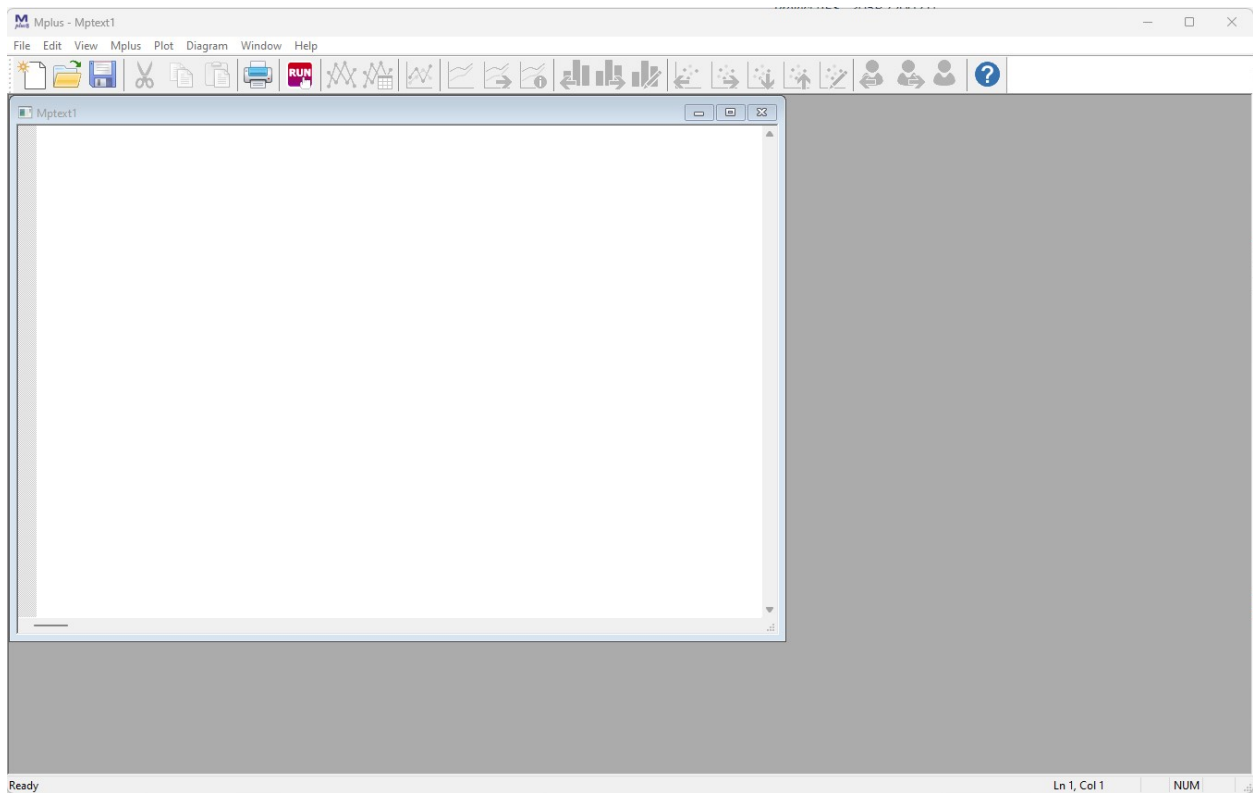 Mplus - Mptext1
File Edit View Mplus Plot Diagram Window Help
RUN
Mptext1
Ready Ln 1, Col 1 NUM